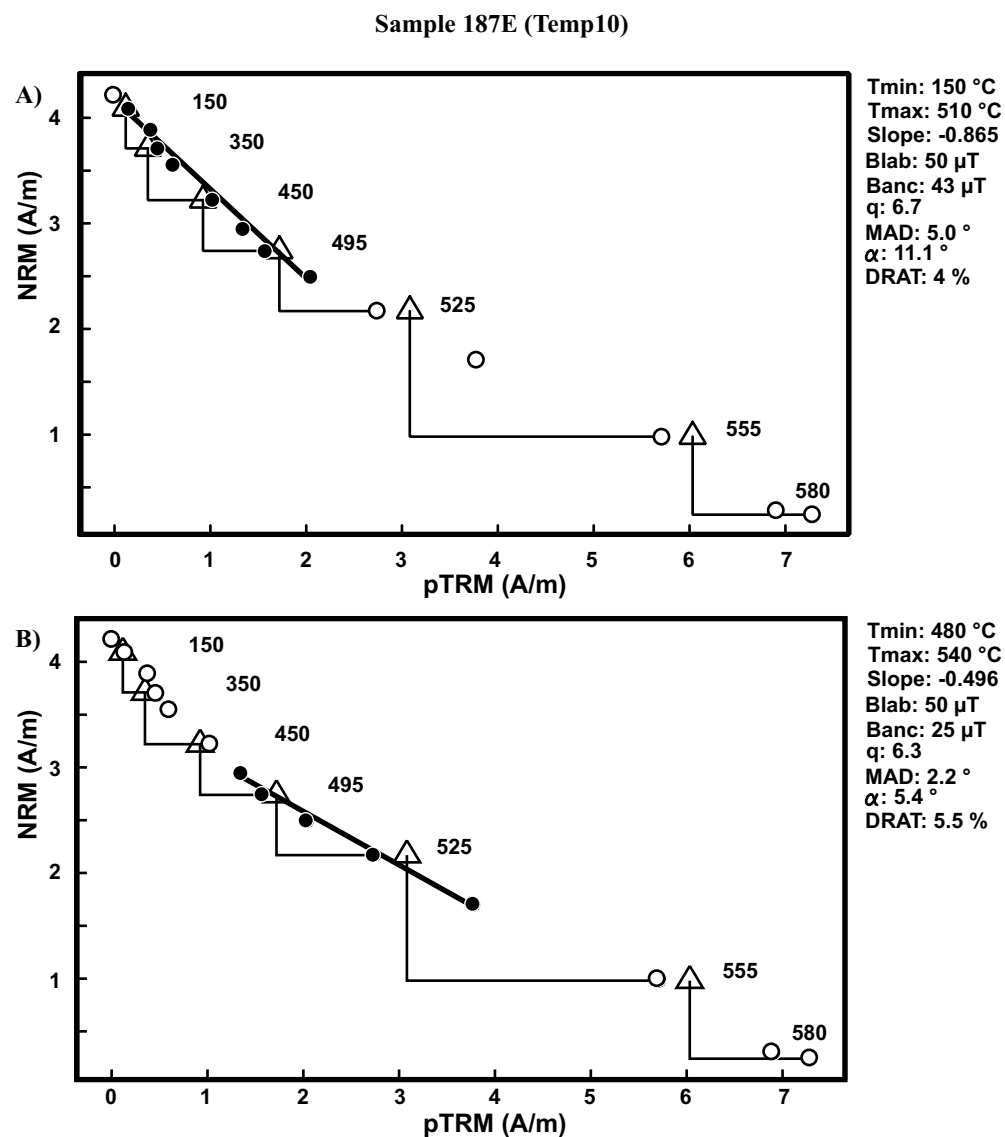 Sample 187E (Temp10)
A)
150
350
450
495
525
555
580
4
3
2
1
NRM (A/m)
0 1 2 3 4 5 6 7
pTRM (A/m)
Tmin: 150 °C
Tmax: 510 °C
Slope: -0.865
Blab: 50 µT
Banc: 43 µT
q: 6.7
MAD: 5.0 °
α: 11.1 °
DRAT: 4 %
B)
150
350
450
495
525
555
580
4
3
2
1
NRM (A/m)
0 1 2 3 4 5 6 7
pTRM (A/m)
Tmin: 480 °C
Tmax: 540 °C
Slope: -0.496
Blab: 50 µT
Banc: 25 µT
q: 6.3
MAD: 2.2 °
α: 5.4 °
DRAT: 5.5 %